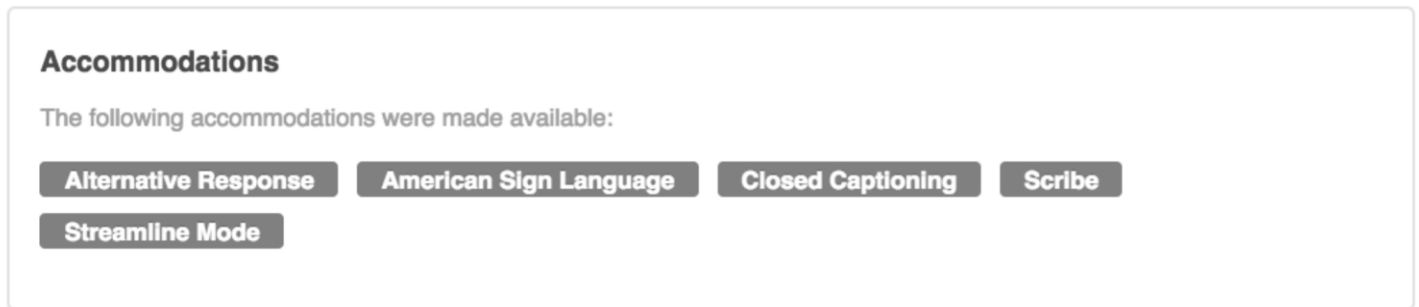 Accommodations
The following accommodations were made available:
Alternative Response American Sign Language Closed Captioning Scribe
Streamline Mode